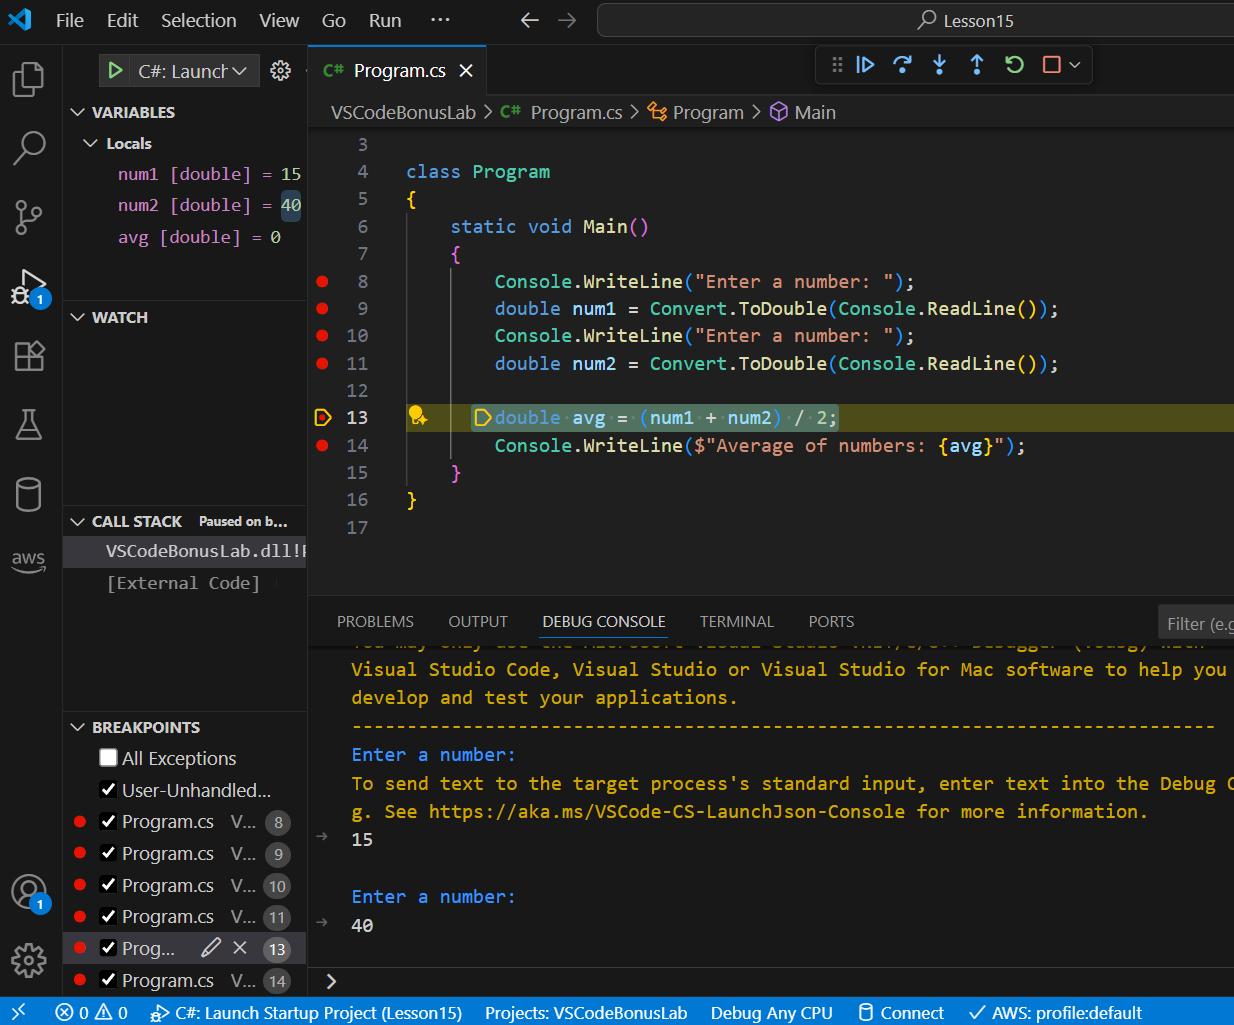 File Edit Selection View Go Run ··· Lesson15
C#: Launch
C# Program.cs
VARIABLES
Locals
num1 [double] = 15
num2 [double] = 40
avg [double] = 0
WATCH
CALL STACK Paused on b...
VSCodeBonusLab.dll!
[External Code]
BREAKPOINTS
All Exceptions
User-Unhandled...
Program.cs V... 8
Program.cs V... 9
Program.cs V... 10
Program.cs V... 11
Prog... 13
Program.cs V... 14
VSCodeBonusLab > C# Program.cs > Program > Main
3
4 class Program
5 {
6 static void Main()
7 {
8 Console.WriteLine("Enter a number: ");
9 double num1 = Convert.ToDouble(Console.ReadLine());
10 Console.WriteLine("Enter a number: ");
11 double num2 = Convert.ToDouble(Console.ReadLine());
12
13 double avg = (num1 + num2) / 2;
14 Console.WriteLine($"Average of numbers: {avg}");
15 }
16 }
17
PROBLEMS OUTPUT DEBUG CONSOLE TERMINAL PORTS Filter (e.g
Visual Studio Code, Visual Studio or Visual Studio for Mac software to help you
develop and test your applications.
------------------------------------------------------------------------------
Enter a number:
To send text to the target process's standard input, enter text into the Debug
g. See https://aka.ms/VSCode-CS-LaunchJson-Console for more information.
15
Enter a number:
40
aws
1
1
0 0 C#: Launch Startup Project (Lesson15) Projects: VSCodeBonusLab Debug Any CPU Connect AWS: profile:default